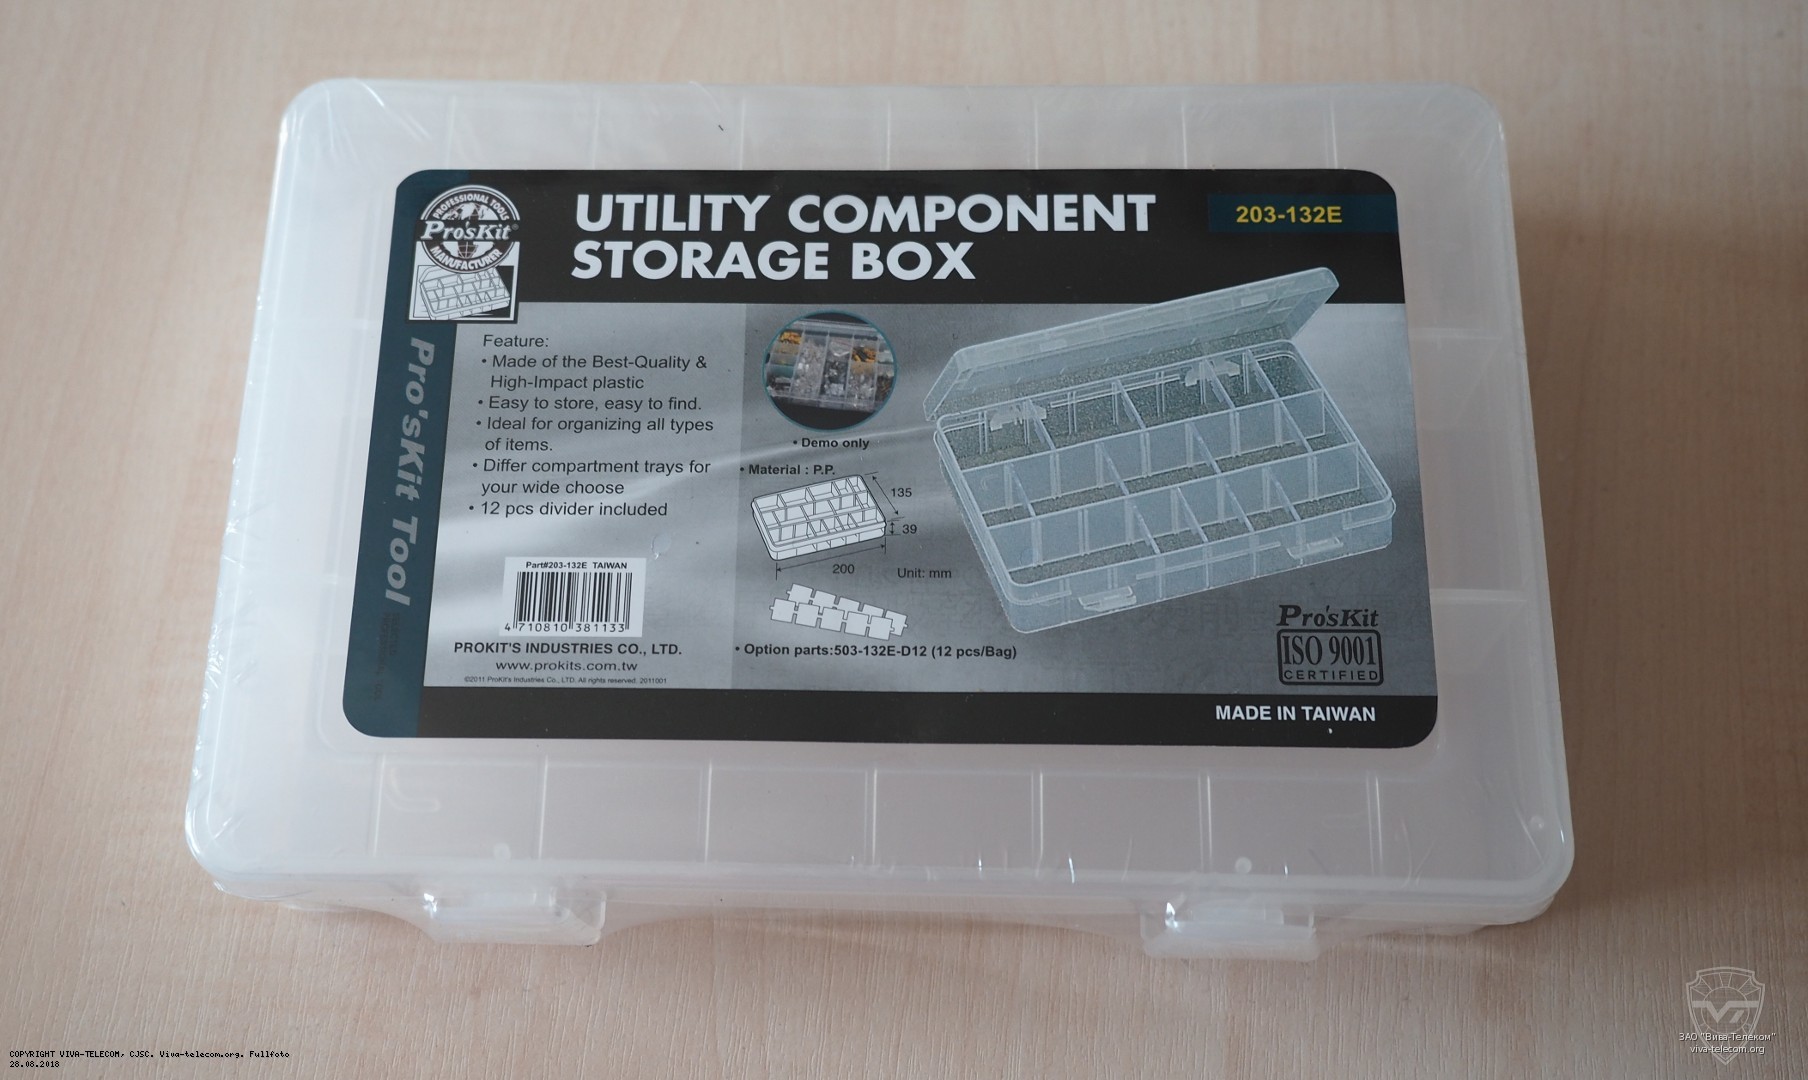 UTILITY COMPONENT
STORAGE BOX
203-132E
PROFESSIONAL TOOLS
Pro'sKit®
MANUFACTURER
Pro'sKit Tool
Feature:
• Made of the Best-Quality &
High-Impact plastic
• Easy to store, easy to find.
• Ideal for organizing all types
of items.
• Differ compartment trays for
your wide choose
• 12 pcs divider included
Part#203-132E TAIWAN
4 710810 381133
PROKIT'S INDUSTRIES CO., LTD.
www.prokits.com.tw
©2011 ProKit's Industries Co., LTD. All rights reserved. 2011001
• Demo only
• Material : P.P.
135
39
200
Unit: mm
• Option parts:503-132E-D12 (12 pcs/Bag)
Pro'sKit
ISO 9001
CERTIFIED
MADE IN TAIWAN
COPYRIGHT VIVA-TELECOM, CJSC. Viva-telecom.org. Fullfoto
28.08.2018
ЗАО "Вива-Телеком"
viva-telecom.org